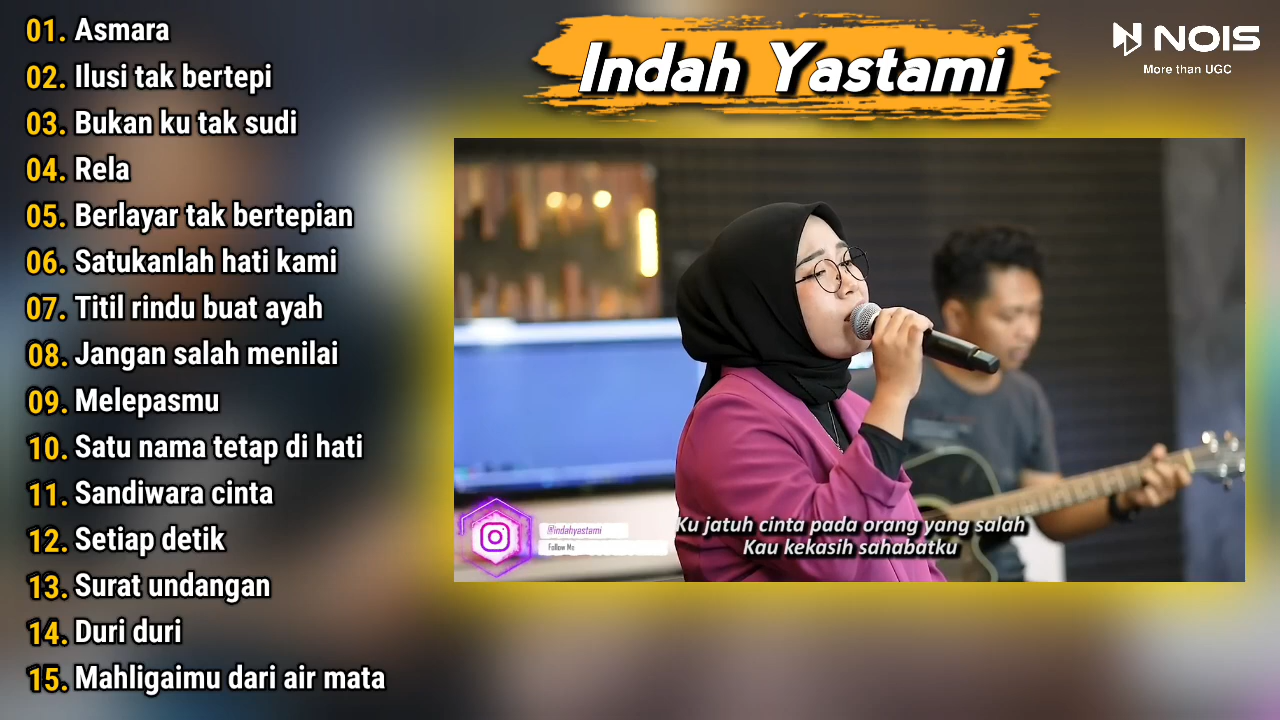 01. Asmara
02. Ilusi tak bertepi
03. Bukan ku tak sudi
04. Rela
05. Berlayar tak bertepian
06. Satukanlah hati kami
07. Titil rindu buat ayah
08. Jangan salah menilai
09. Melepasmu
10. Satu nama tetap di hati
11. Sandiwara cinta
12. Setiap detik
13. Surat undangan
14. Duri duri
15. Mahligaimu dari air mata
Indah Yastami
NOIS
More than UGC
@indahyastami
Follow Me
Ku jatuh cinta pada orang yang salah
Kau kekasih sahabatku